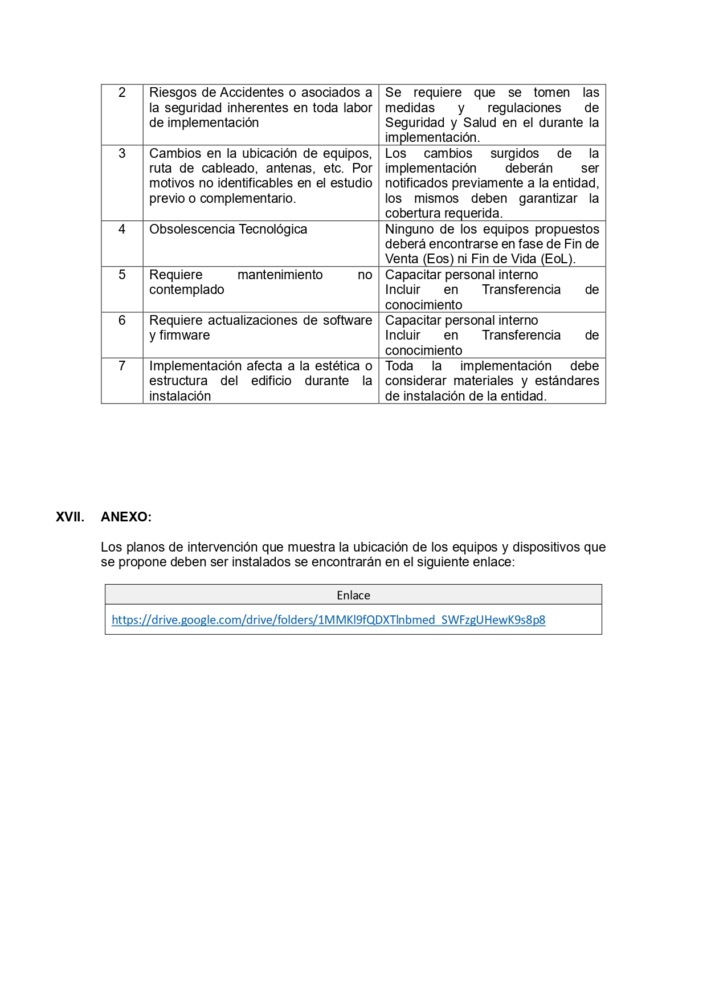 2
Riesgos de Accidentes o asociados a
la seguridad inherentes en toda labor
de implementación
Se requiere que se tomen las
medidas y regulaciones de
Seguridad y Salud en el durante la
implementación.
3
Cambios en la ubicación de equipos,
ruta de cableado, antenas, etc. Por
motivos no identificables en el estudio
previo o complementario.
Los cambios surgidos de la
implementación deberán ser
notificados previamente a la entidad,
los mismos deben garantizar la
cobertura requerida.
4
Obsolescencia Tecnológica
Ninguno de los equipos propuestos
deberá encontrarse en fase de Fin de
Venta (Eos) ni Fin de Vida (EoL).
5
Requiere mantenimiento no
contemplado
Capacitar personal interno
Incluir en Transferencia de
conocimiento
6
Requiere actualizaciones de software
y firmware
Capacitar personal interno
Incluir en Transferencia de
conocimiento
7
Implementación afecta a la estética o
estructura del edificio durante la
instalación
Toda la implementación debe
considerar materiales y estándares
de instalación de la entidad.
XVII. ANEXO:
Los planos de intervención que muestra la ubicación de los equipos y dispositivos que
se propone deben ser instalados se encontrarán en el siguiente enlace:
Enlace
https://drive.google.com/drive/folders/1MMKl9fQDXTlnbmed_SWFzgUHewK9s8p8